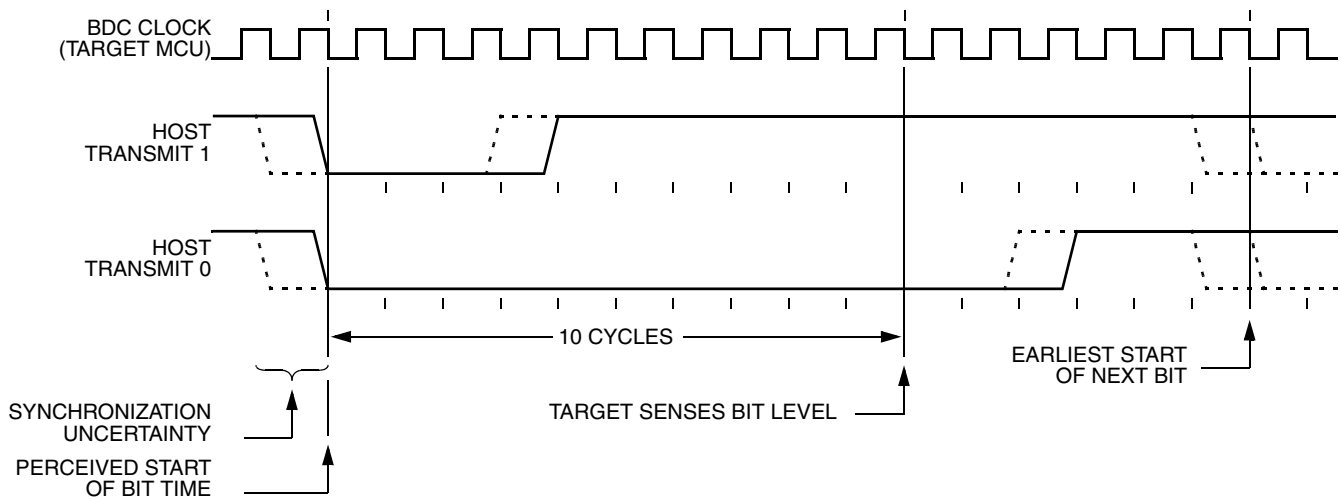 BDC CLOCK
(TARGET MCU)
HOST
TRANSMIT 1
HOST
TRANSMIT 0
10 CYCLES
EARLIEST START
OF NEXT BIT
SYNCHRONIZATION
UNCERTAINTY
TARGET SENSES BIT LEVEL
PERCEIVED START
OF BIT TIME